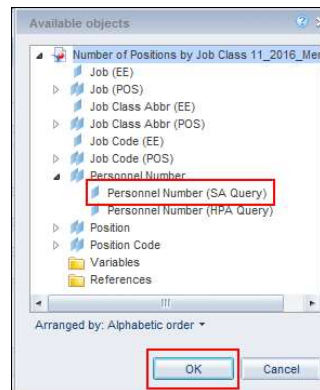 Available objects
Number of Positions by Job Class 11_2016_Mer
Job (EE)
Job (POS)
Job Class Abbr (EE)
Job Class Abbr (POS)
Job Code (EE)
Job Code (POS)
Personnel Number
Personnel Number (SA Query)
Personnel Number (HPA Query)
Position
Position Code
Variables
References
Arranged by: Alphabetic order
OK Cancel